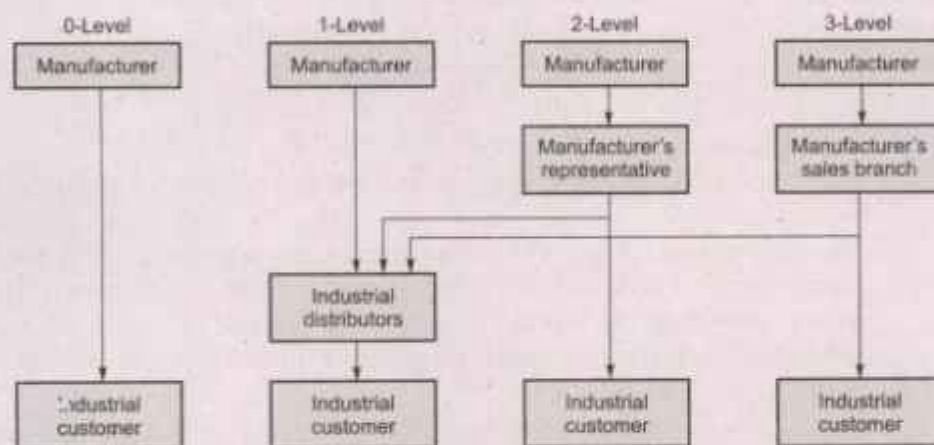 0-Level
1-Level
2-Level
3-Level
Manufacturer
Manufacturer
Manufacturer
Manufacturer
Manufacturer's
representative
Manufacturer's
sales branch
Industrial
distributors
Industrial
customer
Industrial
customer
Industrial
customer
Industrial
customer